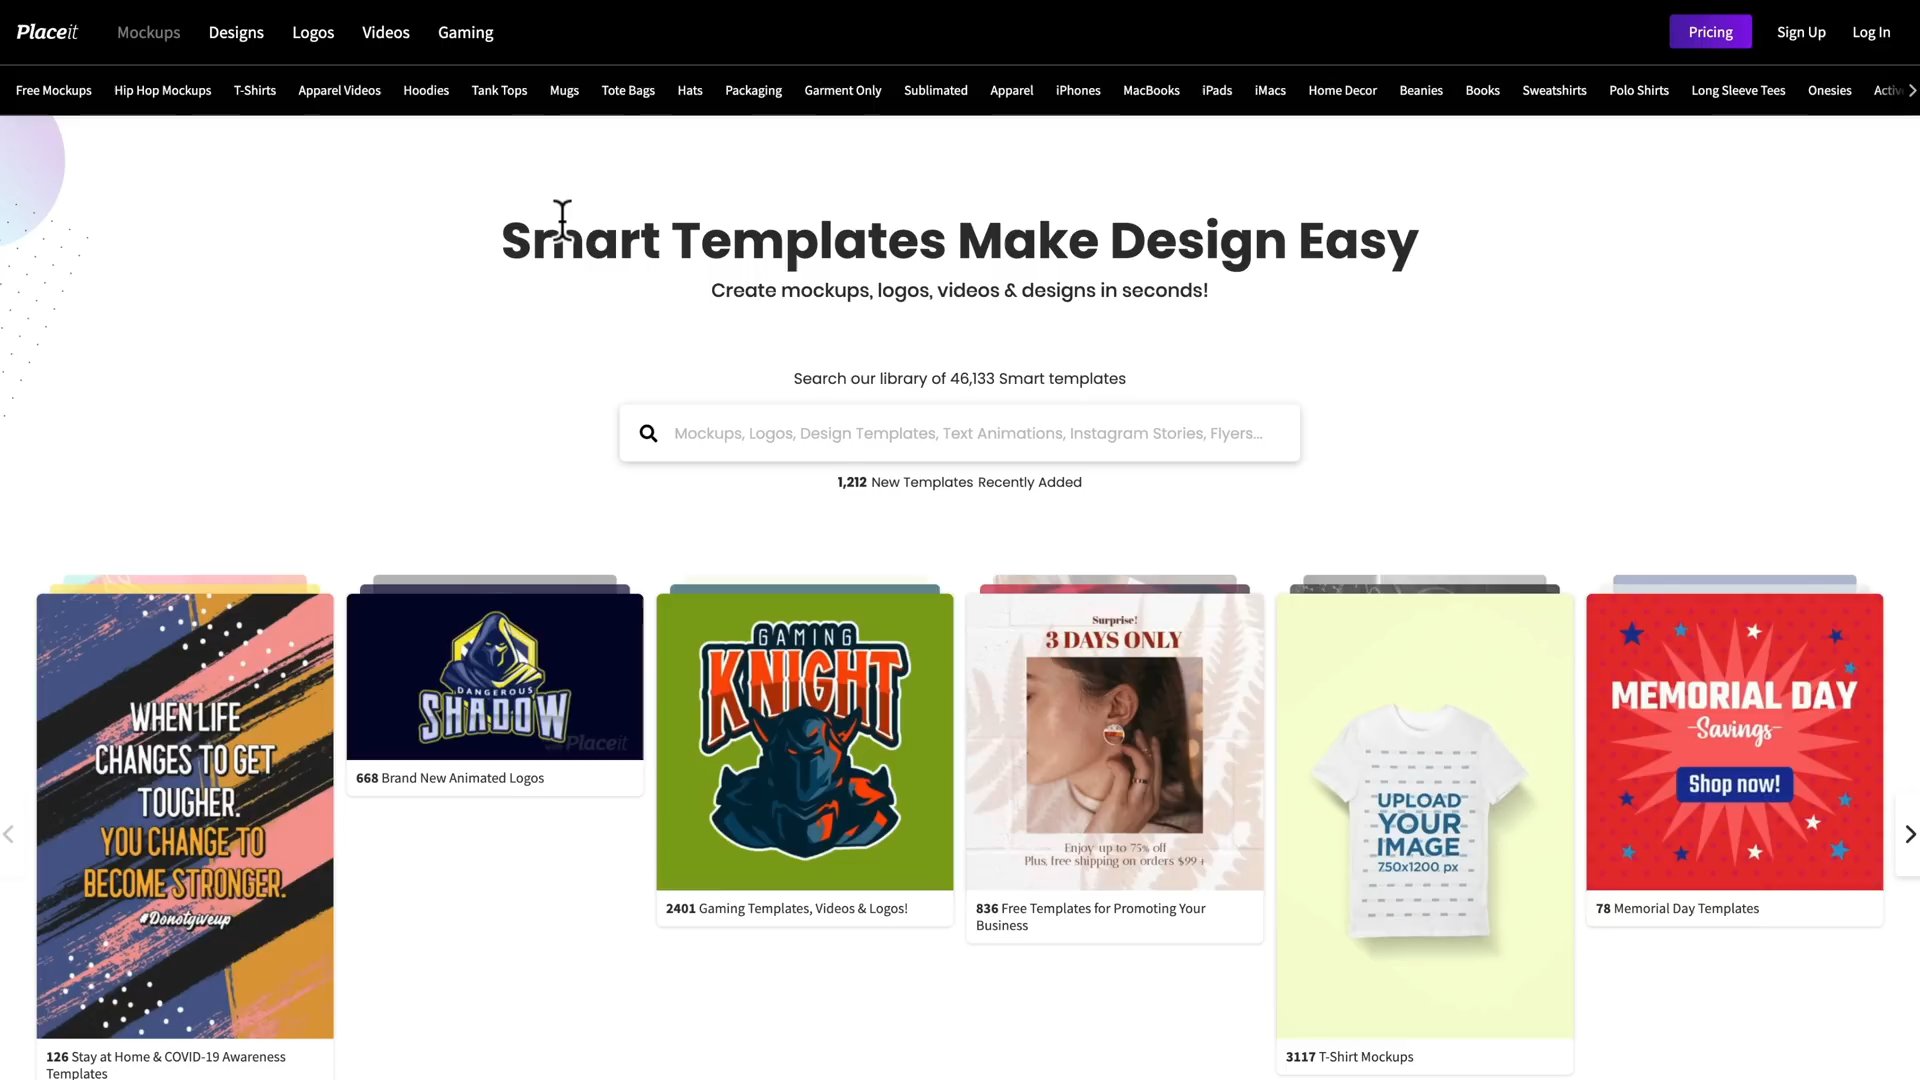 Placeit
Mockups
Designs
Logos
Videos
Gaming
Pricing
Sign Up
Log In
Free Mockups
Hip Hop Mockups
T-Shirts
Apparel Videos
Hoodies
Tank Tops
Mugs
Tote Bags
Hats
Packaging
Garment Only
Sublimated
Apparel
iPhones
MacBooks
iPads
iMacs
Home Decor
Beanies
Books
Sweatshirts
Polo Shirts
Long Sleeve Tees
Onesies
Smart Templates Make Design Easy
Create mockups, logos, videos & designs in seconds!
Search our library of 46,133 Smart templates
Mockups, Logos, Design Templates, Text Animations, Instagram Stories, Flyers...
1,212 New Templates Recently Added
WHEN LIFE
CHANGES TO GET
TOUGHER.
YOU CHANGE TO
BECOME STRONGER.
#Donotgiveup
126 Stay at Home & COVID-19 Awareness
Templates
DANGEROUS
SHADOW
Placeit
668 Brand New Animated Logos
GAMING
KNIGHT
2401 Gaming Templates, Videos & Logos!
Surprise!
3 DAYS ONLY
Enjoy up to 75% off
Plus, free shipping on orders $99+
836 Free Templates for Promoting Your
Business
UPLOAD
YOUR
IMAGE
750x1200 px
3117 T-Shirt Mockups
MEMORIAL DAY
-Savings-
Shop now!
78 Memorial Day Templates